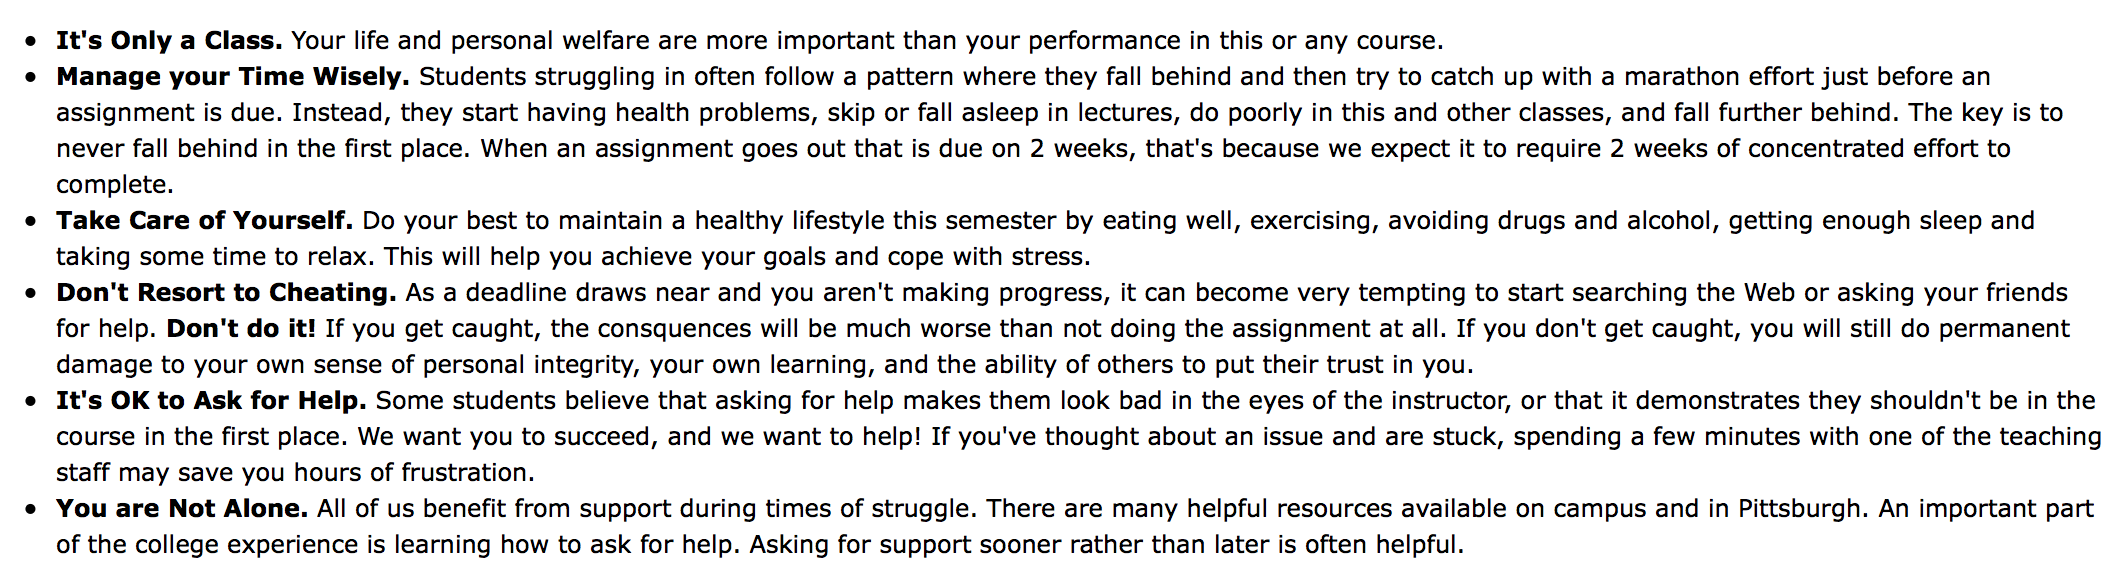 • It's Only a Class. Your life and personal welfare are more important than your performance in this or any course.
• Manage your Time Wisely. Students struggling in often follow a pattern where they fall behind and then try to catch up with a marathon effort just before an
assignment is due. Instead, they start having health problems, skip or fall asleep in lectures, do poorly in this and other classes, and fall further behind. The key is to
never fall behind in the first place. When an assignment goes out that is due on 2 weeks, that's because we expect it to require 2 weeks of concentrated effort to
complete.
• Take Care of Yourself. Do your best to maintain a healthy lifestyle this semester by eating well, exercising, avoiding drugs and alcohol, getting enough sleep and
taking some time to relax. This will help you achieve your goals and cope with stress.
• Don't Resort to Cheating. As a deadline draws near and you aren't making progress, it can become very tempting to start searching the Web or asking your friends
for help. Don't do it! If you get caught, the consquences will be much worse than not doing the assignment at all. If you don't get caught, you will still do permanent
damage to your own sense of personal integrity, your own learning, and the ability of others to put their trust in you.
• It's OK to Ask for Help. Some students believe that asking for help makes them look bad in the eyes of the instructor, or that it demonstrates they shouldn't be in the
course in the first place. We want you to succeed, and we want to help! If you've thought about an issue and are stuck, spending a few minutes with one of the teaching
staff may save you hours of frustration.
• You are Not Alone. All of us benefit from support during times of struggle. There are many helpful resources available on campus and in Pittsburgh. An important part
of the college experience is learning how to ask for help. Asking for support sooner rather than later is often helpful.